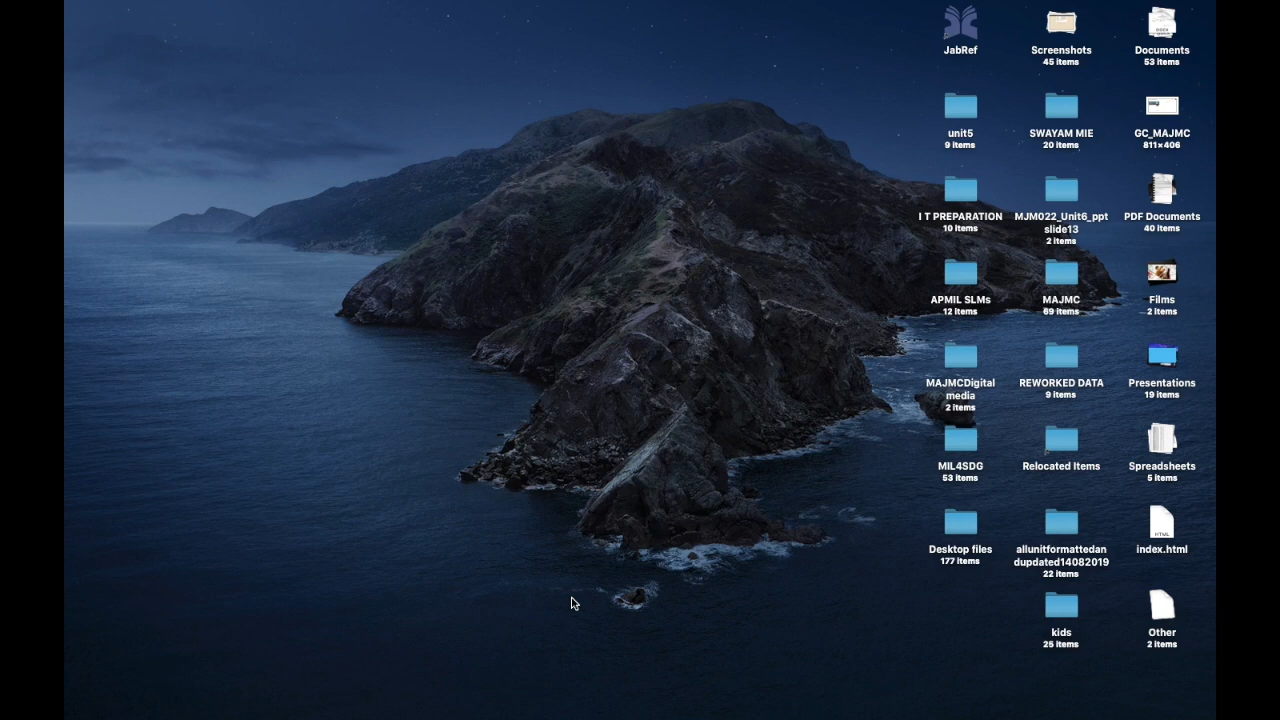 JabRef
Screenshots
45 items
Documents
DOCX
53 items
unit5
9 items
SWAYAM MIE
20 items
GC_MAJMC
811×406
I T PREPARATION
10 items
MJM022_Unit6_ppt
slide13
2 items
PDF Documents
40 items
APMIL SLMs
12 items
MAJMC
69 items
Films
2 items
MAJMCDigital
media
2 items
REWORKED DATA
9 items
Presentations
19 items
MIL4SDG
53 items
Relocated Items
Spreadsheets
5 items
Desktop files
177 items
allunitformattedan
dupdated14082019
22 items
HTML
index.html
kids
25 items
Other
2 items